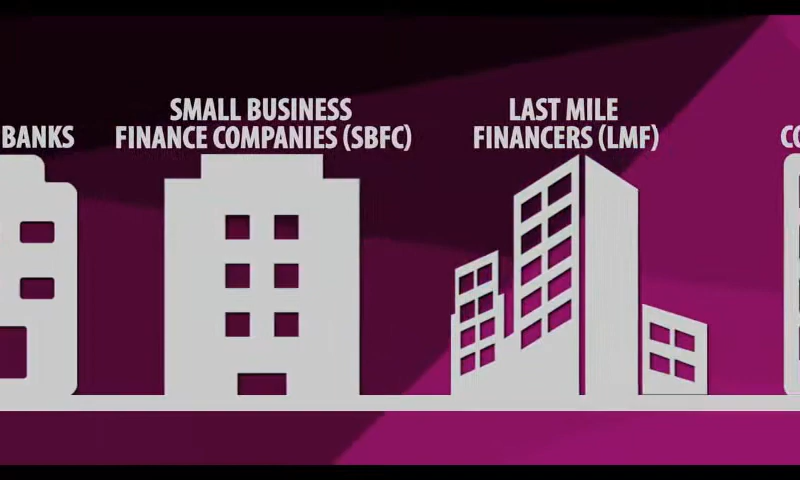 BANKS
SMALL BUSINESS
FINANCE COMPANIES (SBFC)
LAST MILE
FINANCERS (LMF)